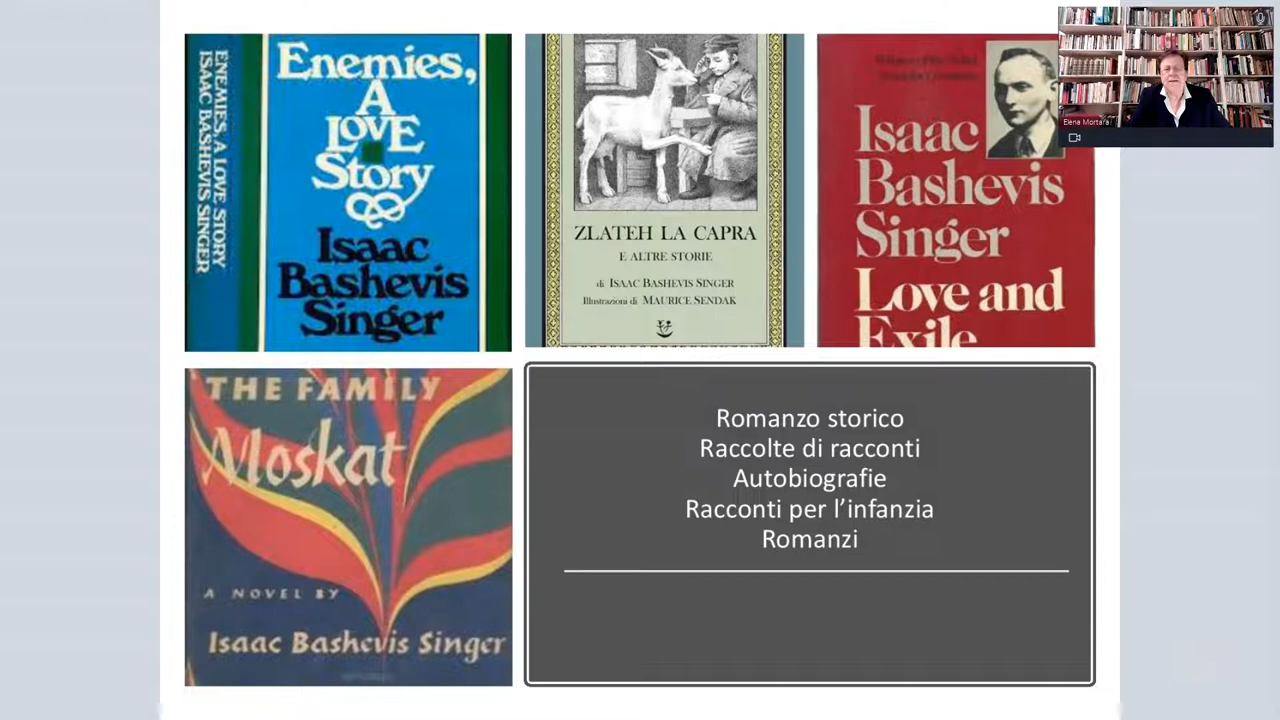 ENEMIES, A LOVE STORY
ISAAC BASHEVIS SINGER
Enemies,
A
LOVE
Story
Isaac
Bashevis
Singer
ZLATEH LA CAPRA
E ALTRE STORIE
di ISAAC BASHEVIS SINGER
Illustrazioni di MAURICE SENDAK
Isaac
Bashevis
Singer
Love and
Exile
Elena Mortara
THE FAMILY
Moskat
A NOVEL BY
Isaac Bashevis Singer
Romanzo storico
Raccolte di racconti
Autobiografie
Racconti per l’infanzia
Romanzi